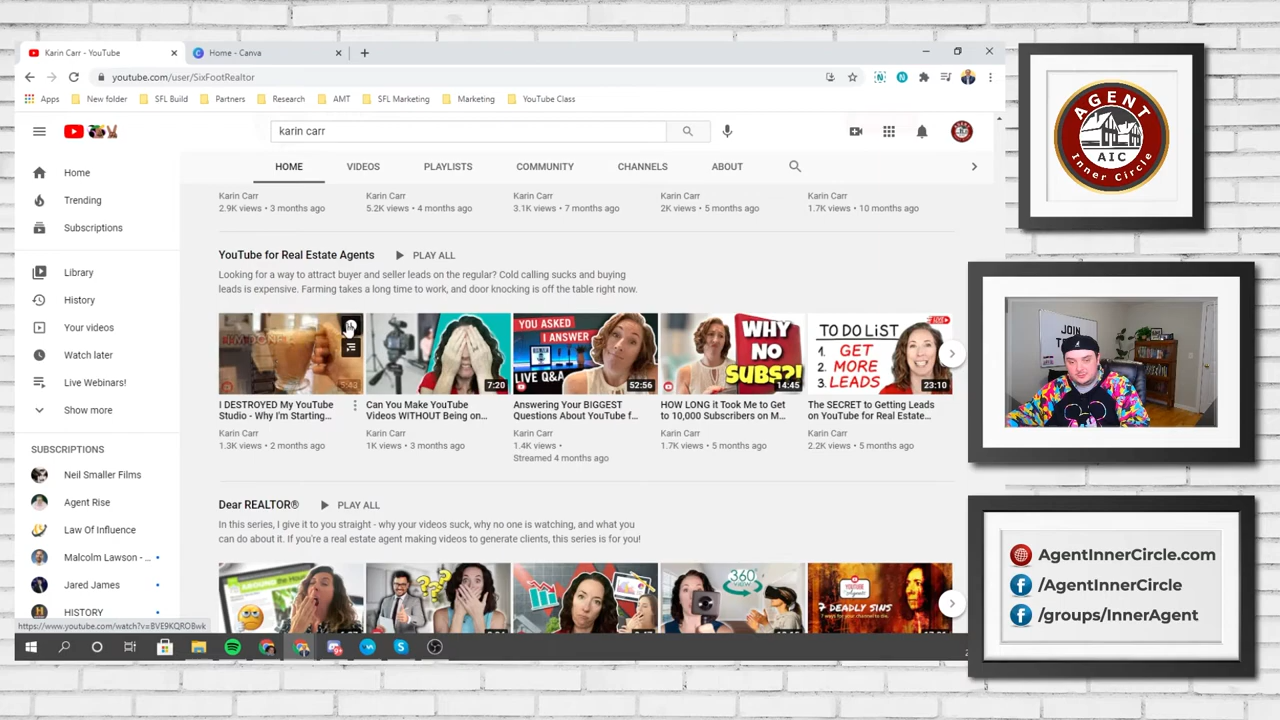 Karin Carr - YouTube
Home - Canva
youtube.com/user/SixFootRealtor
Apps
New folder
SFL Build
Partners
Research
AMT
SFL Marketing
Marketing
YouTube Class
karin carr
HOME
VIDEOS
PLAYLISTS
COMMUNITY
CHANNELS
ABOUT
Home
Trending
Subscriptions
Library
History
Your videos
Watch later
Live Webinars!
Show more
SUBSCRIPTIONS
Neil Smaller Films
Agent Rise
Law Of Influence
Malcolm Lawson - ...
Jared James
HISTORY
https://www.youtube.com/watch?v=BVE9KQROBwk
Karin Carr
2.9K views • 3 months ago
Karin Carr
5.2K views • 4 months ago
Karin Carr
3.1K views • 7 months ago
Karin Carr
2K views • 5 months ago
Karin Carr
1.7K views • 10 months ago
YouTube for Real Estate Agents
PLAY ALL
Looking for a way to attract buyer and seller leads on the regular? Cold calling sucks and buying
leads is expensive. Farming takes a long time to work, and door knocking is off the table right now.
5:43
I DESTROYED My YouTube
Studio - Why I'm Starting...
Karin Carr
1.3K views • 2 months ago
7:20
Can You Make YouTube
Videos WITHOUT Being on...
Karin Carr
1K views • 3 months ago
YOU ASKED
I ANSWER
LIVE Q&A
52:56
Answering Your BIGGEST
Questions About YouTube f...
Karin Carr
1.4K views •
Streamed 4 months ago
WHY
NO
SUBS?!
14:45
HOW LONG it Took Me to Get
to 10,000 Subscribers on M...
Karin Carr
1.7K views • 5 months ago
LIVE
TO DO LIST
1. GET
2. MORE
3. LEADS
23:10
The SECRET to Getting Leads
on YouTube for Real Estate...
Karin Carr
2.2K views • 5 months ago
Dear REALTOR®
PLAY ALL
In this series, I give it to you straight - why your videos suck, why no one is watching, and what you
can do about it. If you're a real estate agent making videos to generate clients, this series is for you!
360°
VIEW
7 DEADLY SINS
AGENT
AIC
Inner Circle
JOIN
AgentInnerCircle.com
/AgentInnerCircle
/groups/InnerAgent